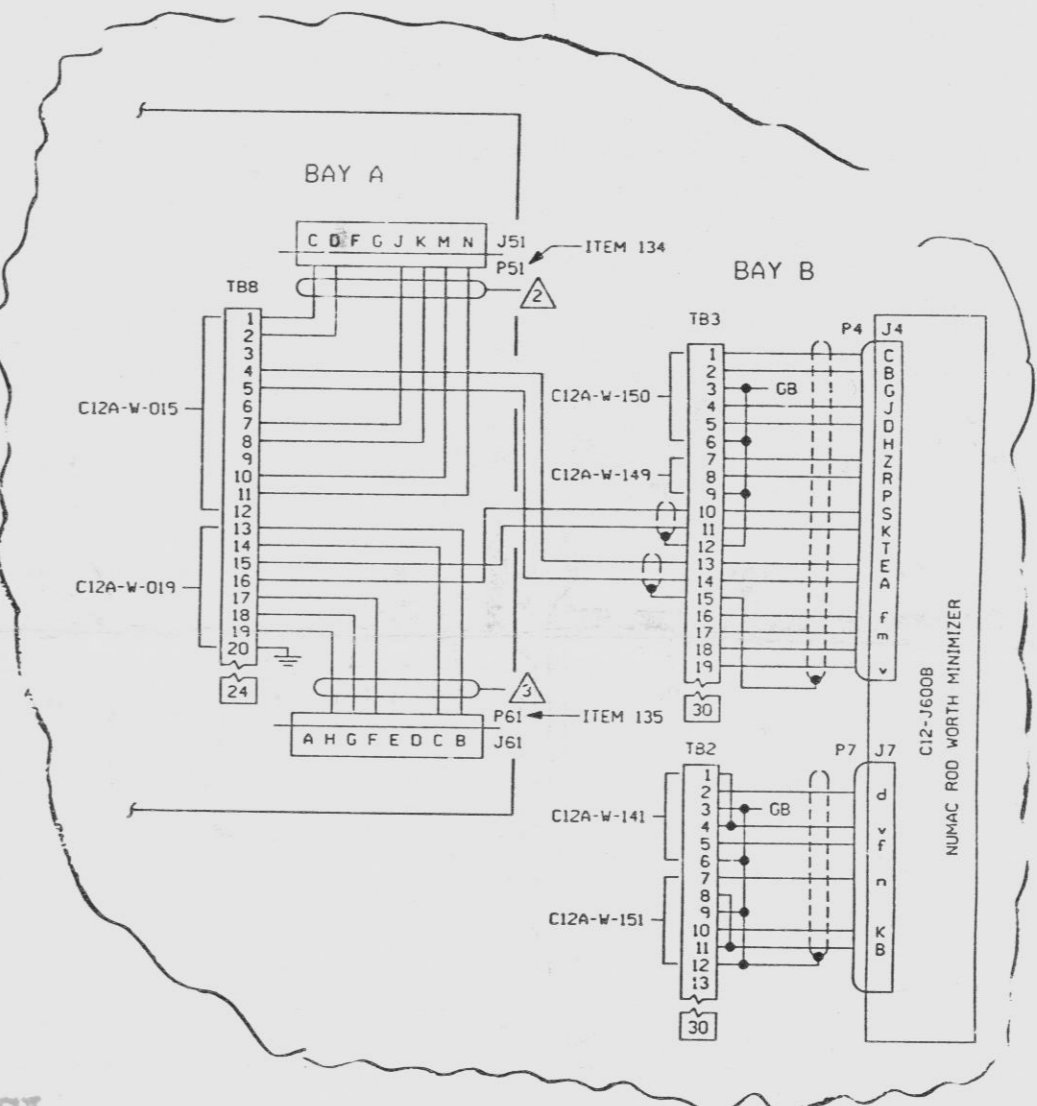 BAY A
C D F G J K M N J51
P51
ITEM 134
2
TB8
1
2
3
4
5
6
7
8
9
10
11
12
13
14
15
16
17
18
19
20
24
C12A-W-015
C12A-W-019
3
P61
ITEM 135
A H G F E D C B J61
BAY B
TB3
1
2
3
4
5
6
7
8
9
10
11
12
13
14
15
16
17
18
19
30
C12A-W-150
C12A-W-149
GB
P4 J4
C
B
G
J
D
H
Z
R
P
S
K
T
E
A
f
m
v
TB2
1
2
3
4
5
6
7
8
9
10
11
12
13
30
C12A-W-141
C12A-W-151
GB
P7 J7
d
v
f
n
K
B
C12-J600B
NUMAC ROD WORTH MINIMIZER